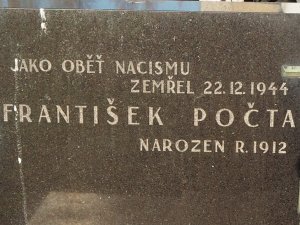 JAKO OBĚŤ NACISMU
ZEMŘEL 22.12.1944
FRANTIŠEK POČTA
NAROZEN R.1912